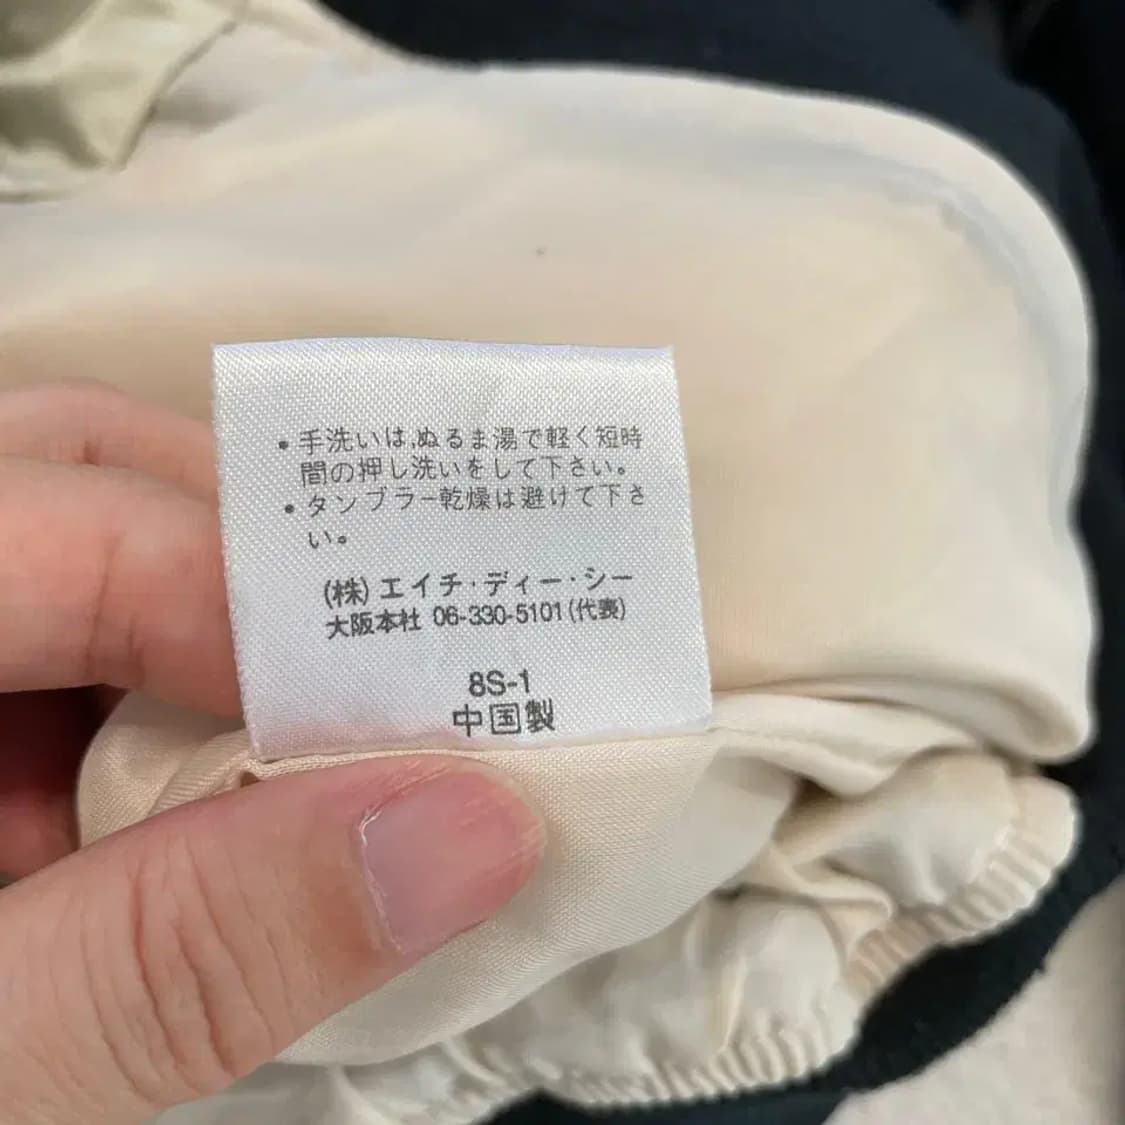 ・手洗いは、ぬるま湯で軽く短時
間の押し洗いをして下さい。
・タンブラー乾燥は避けて下さ
い。
(株)エイチ・ディー・シー
大阪本社 06-330-5101(代表)
8S-1
中国製